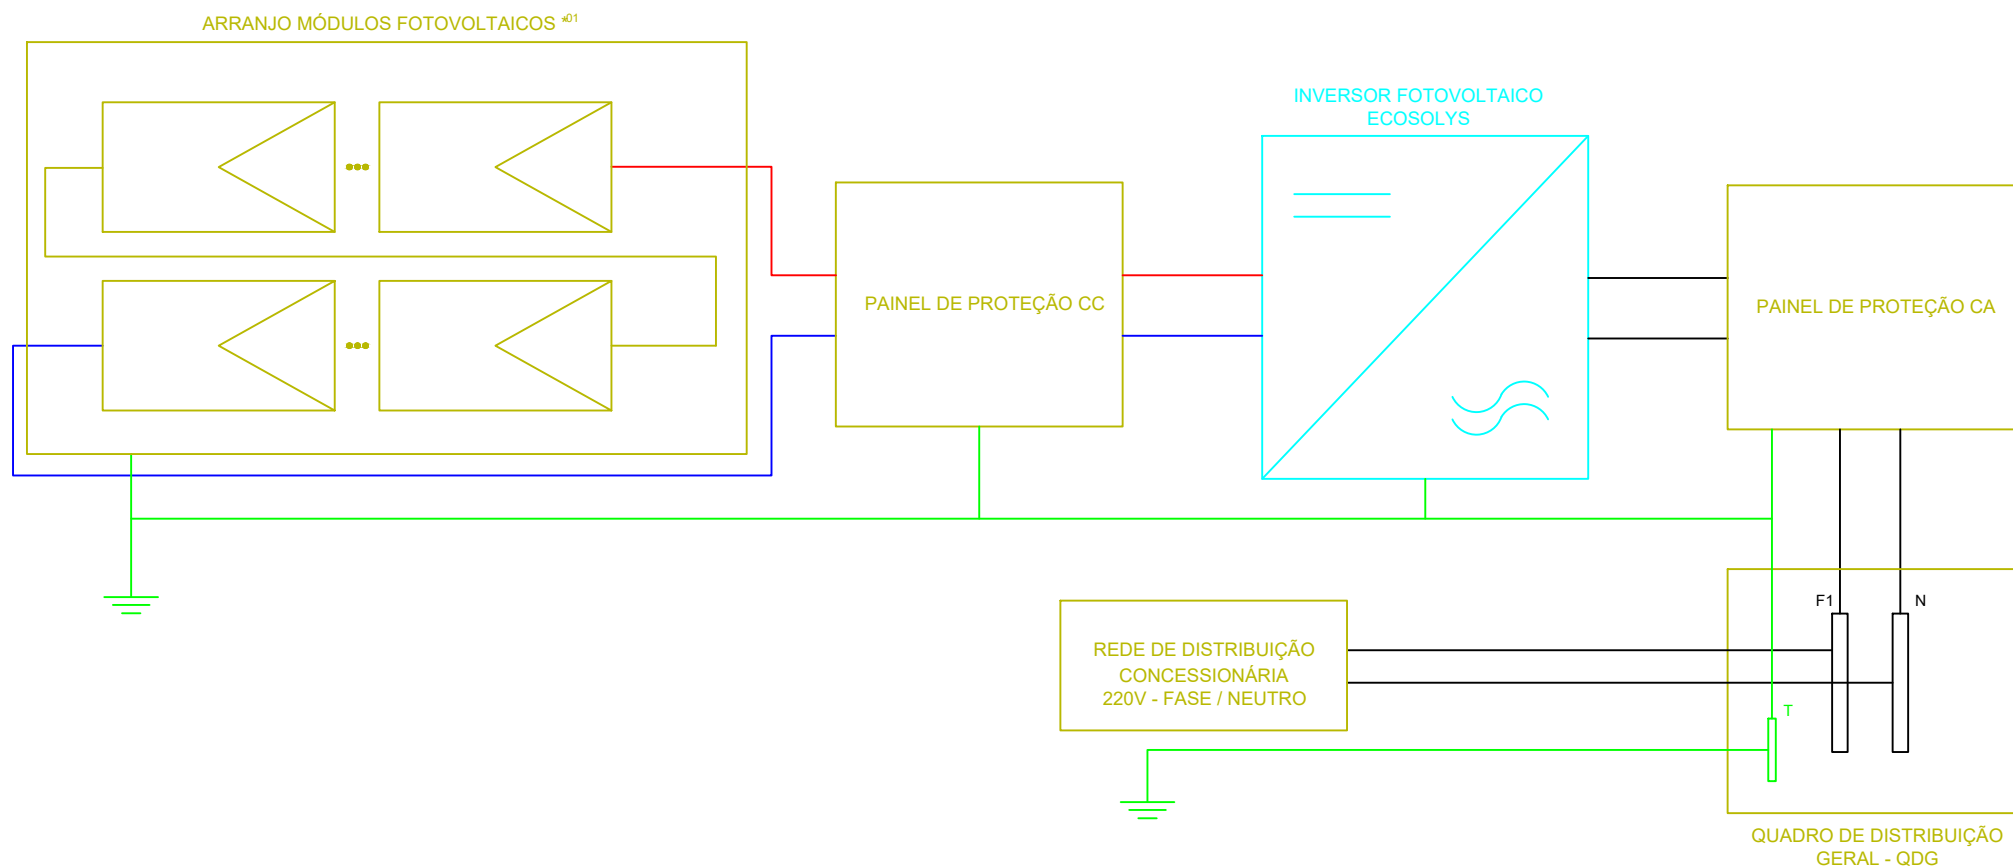 ARRANJO MÓDULOS FOTOVOLTAICOS *01
INVERSOR FOTOVOLTAICO
ECOSOLYS
PAINEL DE PROTEÇÃO CC
PAINEL DE PROTEÇÃO CA
F1
N
REDE DE DISTRIBUIÇÃO
CONCESSIONÁRIA
220V - FASE / NEUTRO
T
QUADRO DE DISTRIBUIÇÃO
GERAL - QDG